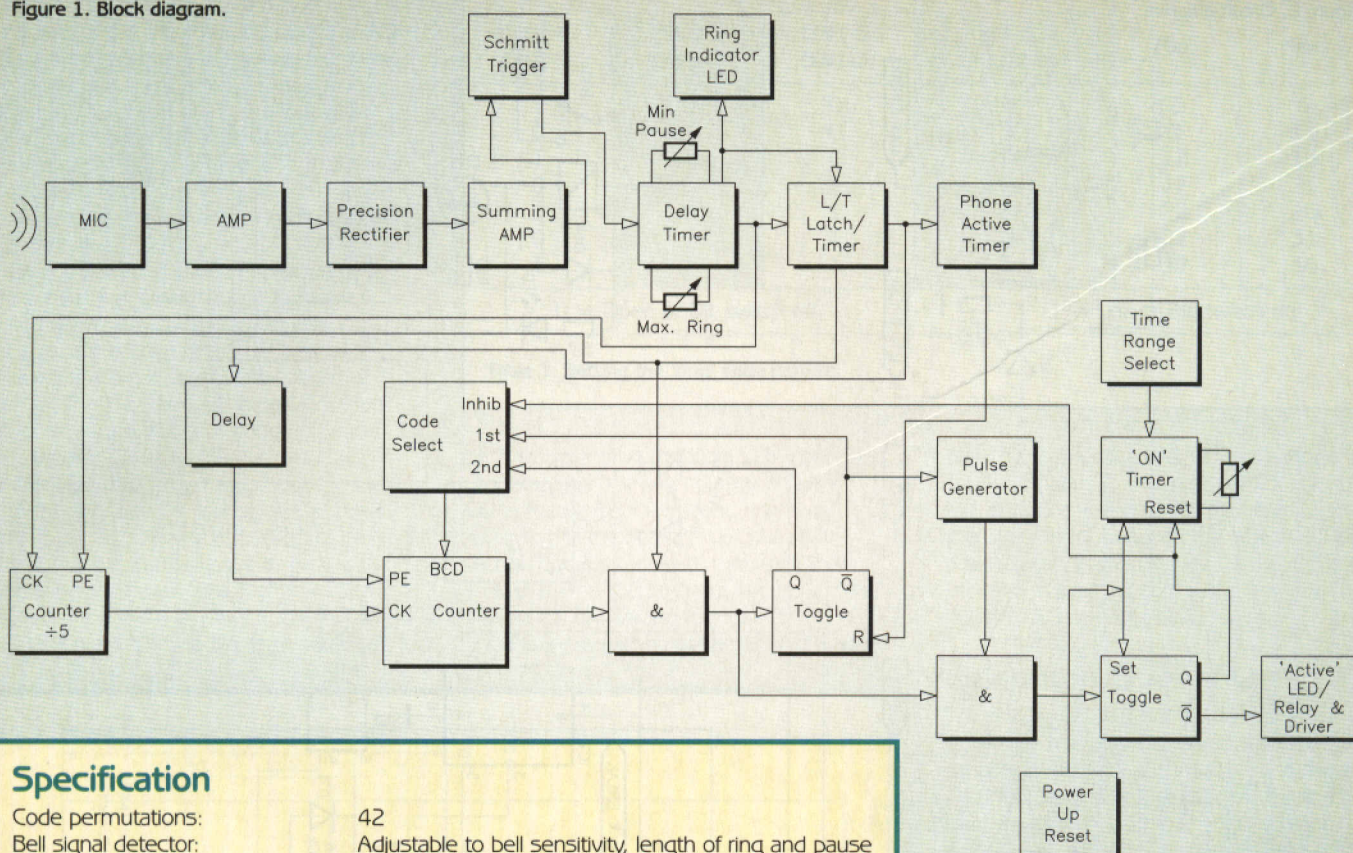 Figure 1. Block diagram.
Schmitt
Trigger
Ring
Indicator
LED
Min
Pause
MIC
AMP
Precision
Rectifier
Summing
AMP
Delay
Timer
L/T
Latch/
Timer
Phone
Active
Timer
Max. Ring
Time
Range
Select
Delay
Code
Select
Inhib
1st
2nd
Pulse
Generator
'ON'
Timer
Reset
CK PE
Counter
÷5
BCD
PE
CK Counter
&
Q Q̅
Toggle
R
&
Set
Toggle
Q
Q̅
'Active'
LED/
Relay &
Driver
Power
Up
Reset
Specification
Code permutations: 42
Bell signal detector: Adjustable to bell sensitivity, length of ring and pause